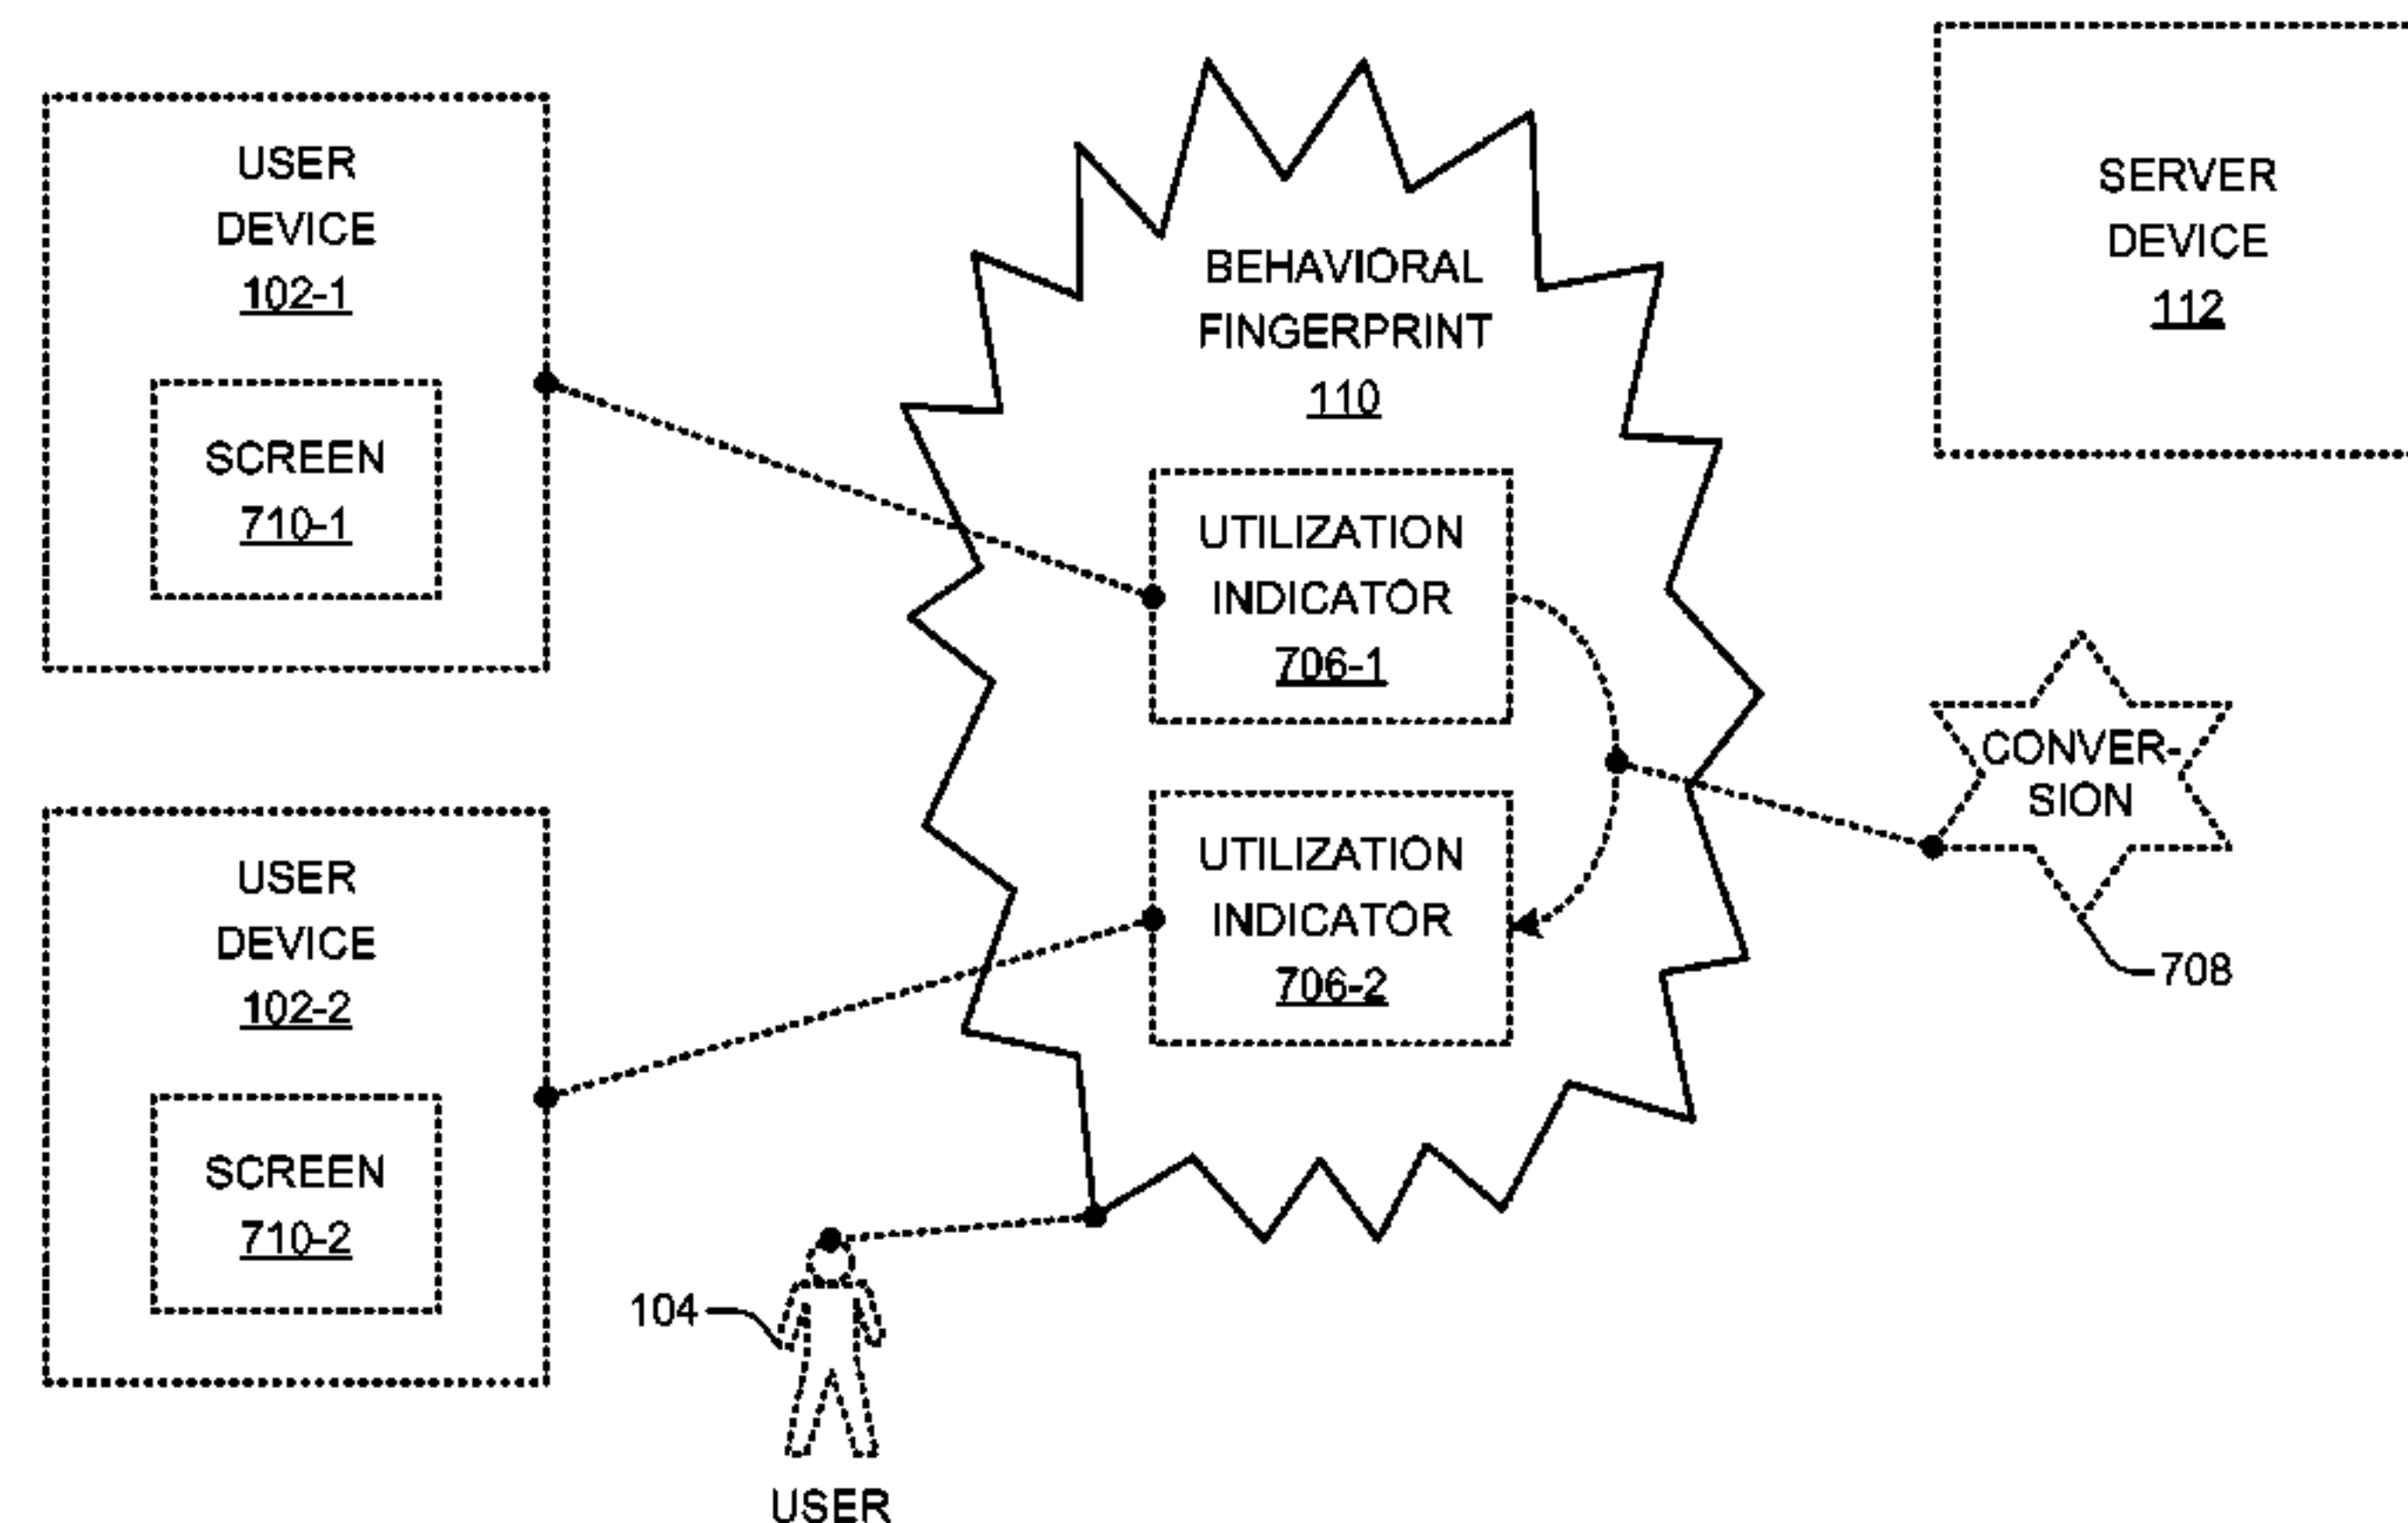 USER
DEVICE
102-1
SCREEN
710-1
BEHAVIORAL
FINGERPRINT
110
UTILIZATION
INDICATOR
706-1
UTILIZATION
INDICATOR
706-2
SERVER
DEVICE
112
CONVER-
SION
708
USER
DEVICE
102-2
SCREEN
710-2
104
USER